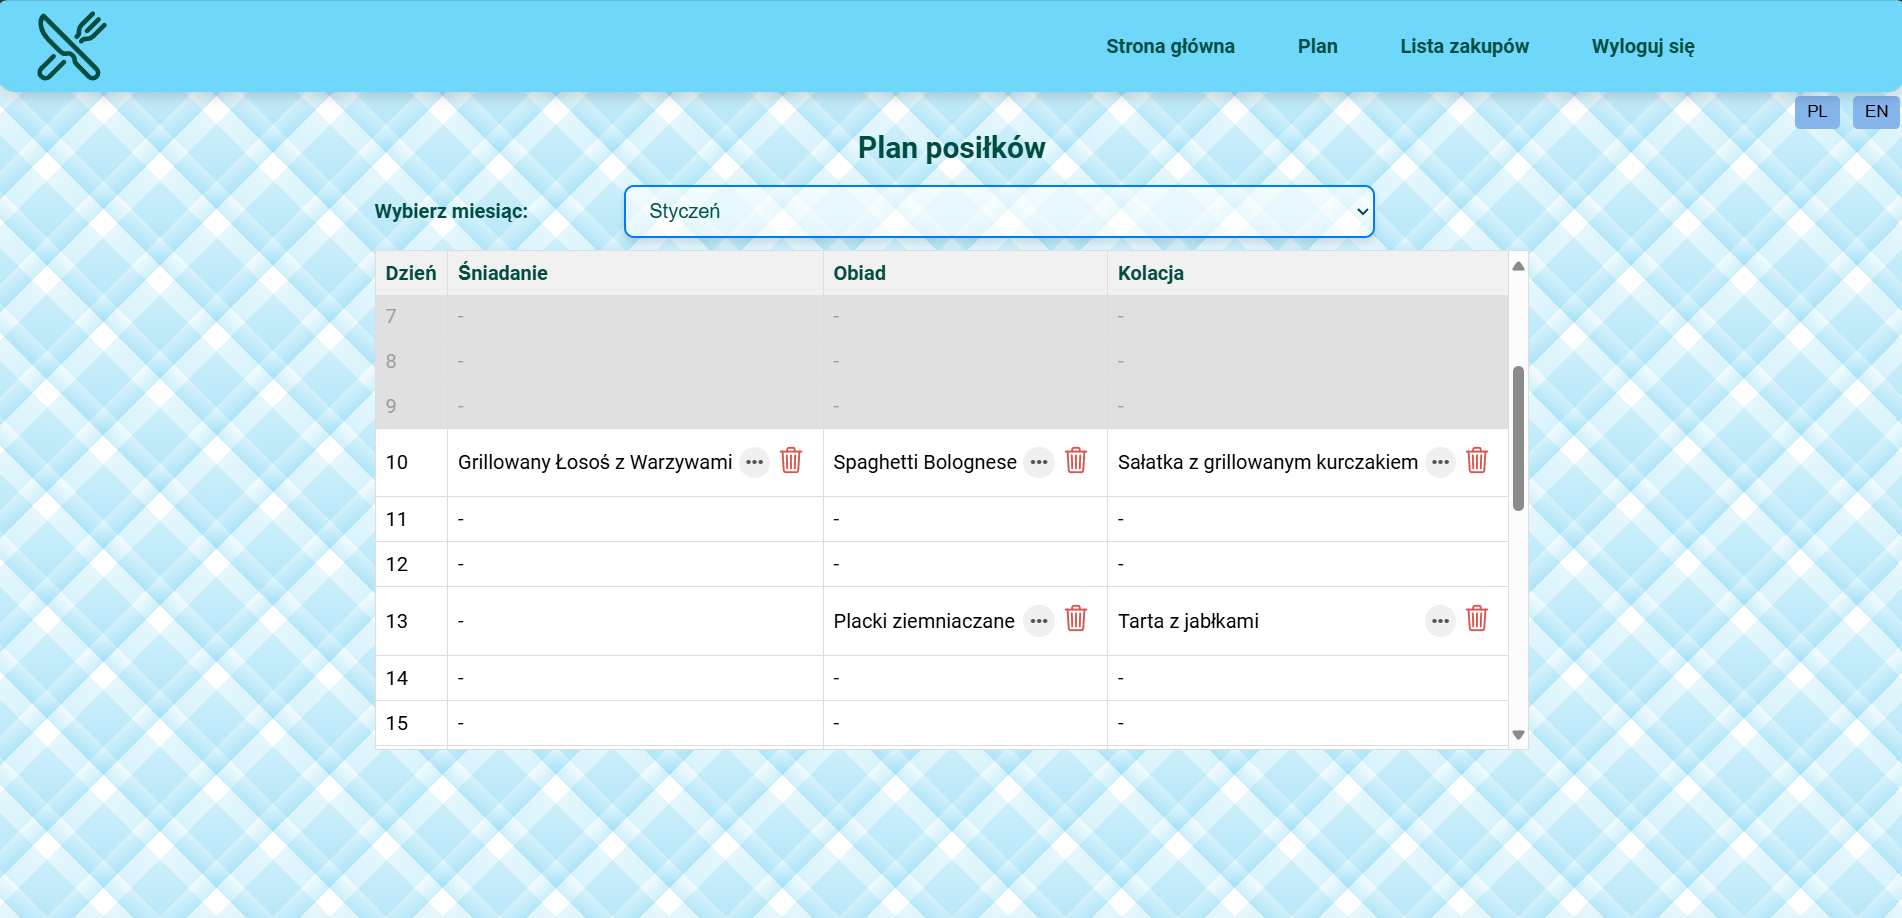 Strona główna Plan Lista zakupów Wyloguj się
PL EN
Plan posiłków
Wybierz miesiąc: Styczeń
Dzień Śniadanie Obiad Kolacja
7 - - -
8 - - -
9 - - -
10 Grillowany Łosoś z Warzywami Spaghetti Bolognese Sałatka z grillowanym kurczakiem
11 - - -
12 - - -
13 - Placki ziemniaczane Tarta z jabłkami
14 - - -
15 - - -